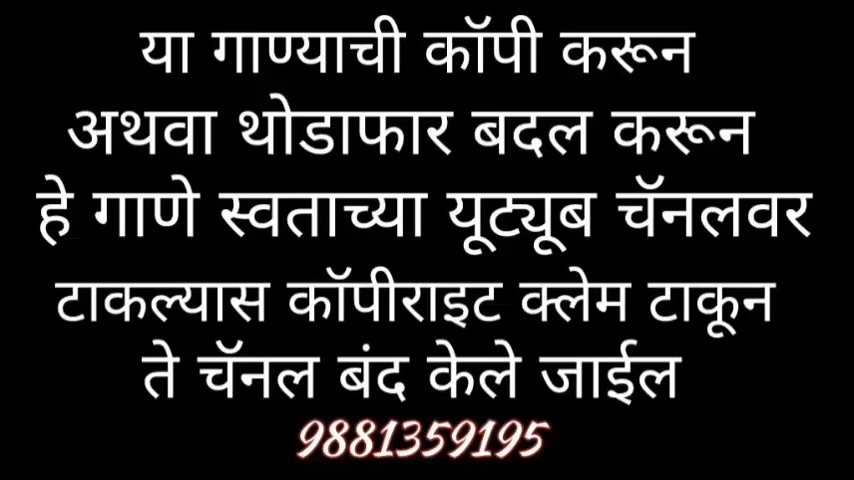 या गाण्याची कॉपी करून
अथवा थोडाफार बदल करून
हे गाणे स्वताच्या यूट्यूब चॅनलवर
टाकल्यास कॉपीराइट क्लेम टाकून
ते चॅनल बंद केले जाईल
9881359195